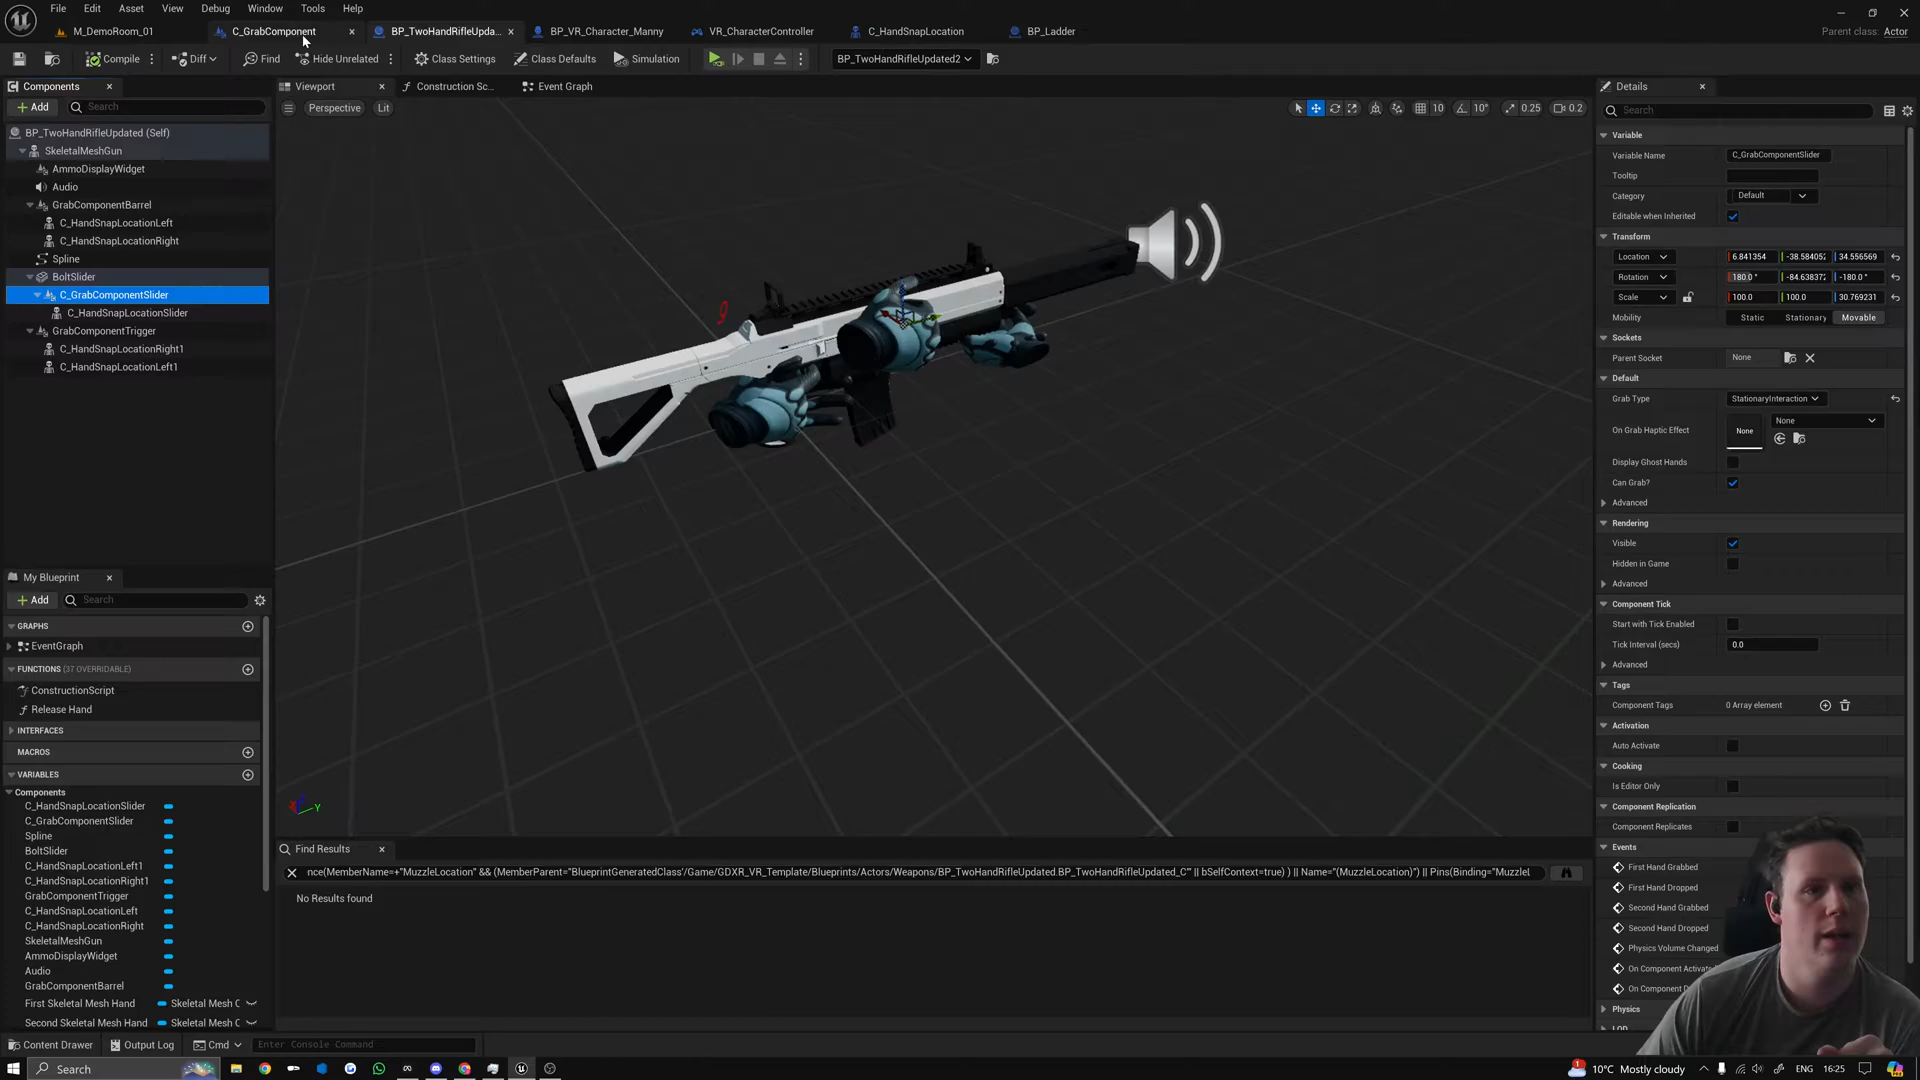 File Edit Asset View Debug Window Tools Help
M_DemoRoom_01 C_GrabComponent BP_TwoHandRifleUpda... BP_VR_Character_Manny VR_CharacterController C_HandSnapLocation BP_Ladder Parent class: Actor
Compile Diff Find Hide Unrelated Class Settings Class Defaults Simulation BP_TwoHandRifleUpdated2
Components Viewport Construction Sc... Event Graph Details
Add Search Perspective Lit 10 10° 0.25 0.2 Search
BP_TwoHandRifleUpdated (Self)
SkeletalMeshGun
AmmoDisplayWidget
Audio
GrabComponentBarrel
C_HandSnapLocationLeft
C_HandSnapLocationRight
Spline
BoltSlider
C_GrabComponentSlider
C_HandSnapLocationSlider
GrabComponentTrigger
C_HandSnapLocationRight1
C_HandSnapLocationLeft1
Variable
Variable Name C_GrabComponentSlider
Tooltip
Category Default
Editable when Inherited
Transform
Location 6.841354
Rotation 180.0 °
Scale 100.0 100.0 30.769231
Mobility Static Stationary Movable
Sockets
Parent Socket None
Default
Grab Type StationaryInteraction
On Grab Haptic Effect None None
Display Ghost Hands
Can Grab?
Advanced
Rendering
Visible
Hidden in Game
Advanced
Component Tick
Start with Tick Enabled
Tick Interval (secs) 0.0
Advanced
Tags
Component Tags 0 Array element
Activation
Auto Activate
Cooking
Is Editor Only
Component Replication
Component Replicates
Events
First Hand Grabbed
First Hand Dropped
Second Hand Grabbed
Second Hand Dropped
Physics Volume Changed
On Component Activat
On Component D
Physics
My Blueprint
Add Search
GRAPHS
EventGraph
FUNCTIONS (37 OVERRIDABLE)
ConstructionScript
Release Hand
INTERFACES
MACROS
VARIABLES
Components
C_HandSnapLocationSlider
C_GrabComponentSlider
Spline
BoltSlider
C_HandSnapLocationLeft1
C_HandSnapLocationRight1
GrabComponentTrigger
C_HandSnapLocationLeft
C_HandSnapLocationRight
SkeletalMeshGun
AmmoDisplayWidget
Audio
GrabComponentBarrel
First Skeletal Mesh Hand Skeletal Mesh C
Second Skeletal Mesh Hand Skeletal Mesh C
Y
Find Results
nce(MemberName=+"MuzzleLocation" && (MemberParent="BlueprintGeneratedClass'/Game/GDXR_VR_Template/Blueprints/Actors/Weapons/BP_TwoHandRifleUpdated.BP_TwoHandRifleUpdated_C'" || bSelfContext=true) ) || Name="(MuzzleLocation)") || Pins(Binding="MuzzleL
No Results found
Content Drawer Output Log Cmd Enter Console Command
Search 1 10°C Mostly cloudy ENG 16:25